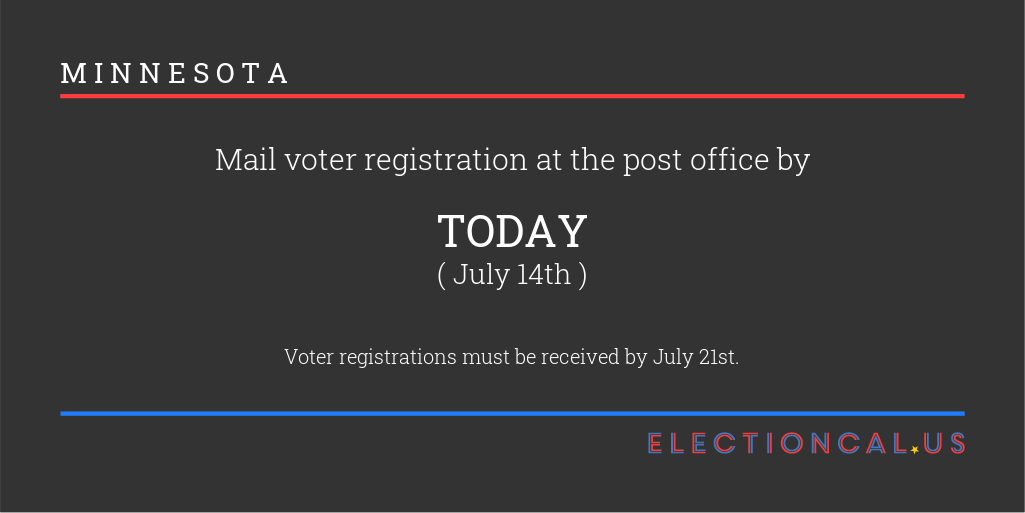 MINNESOTA
Mail voter registration at the post office by
TODAY
( July 14th )
Voter registrations must be received by July 21st.
ELECTIONCAL★US